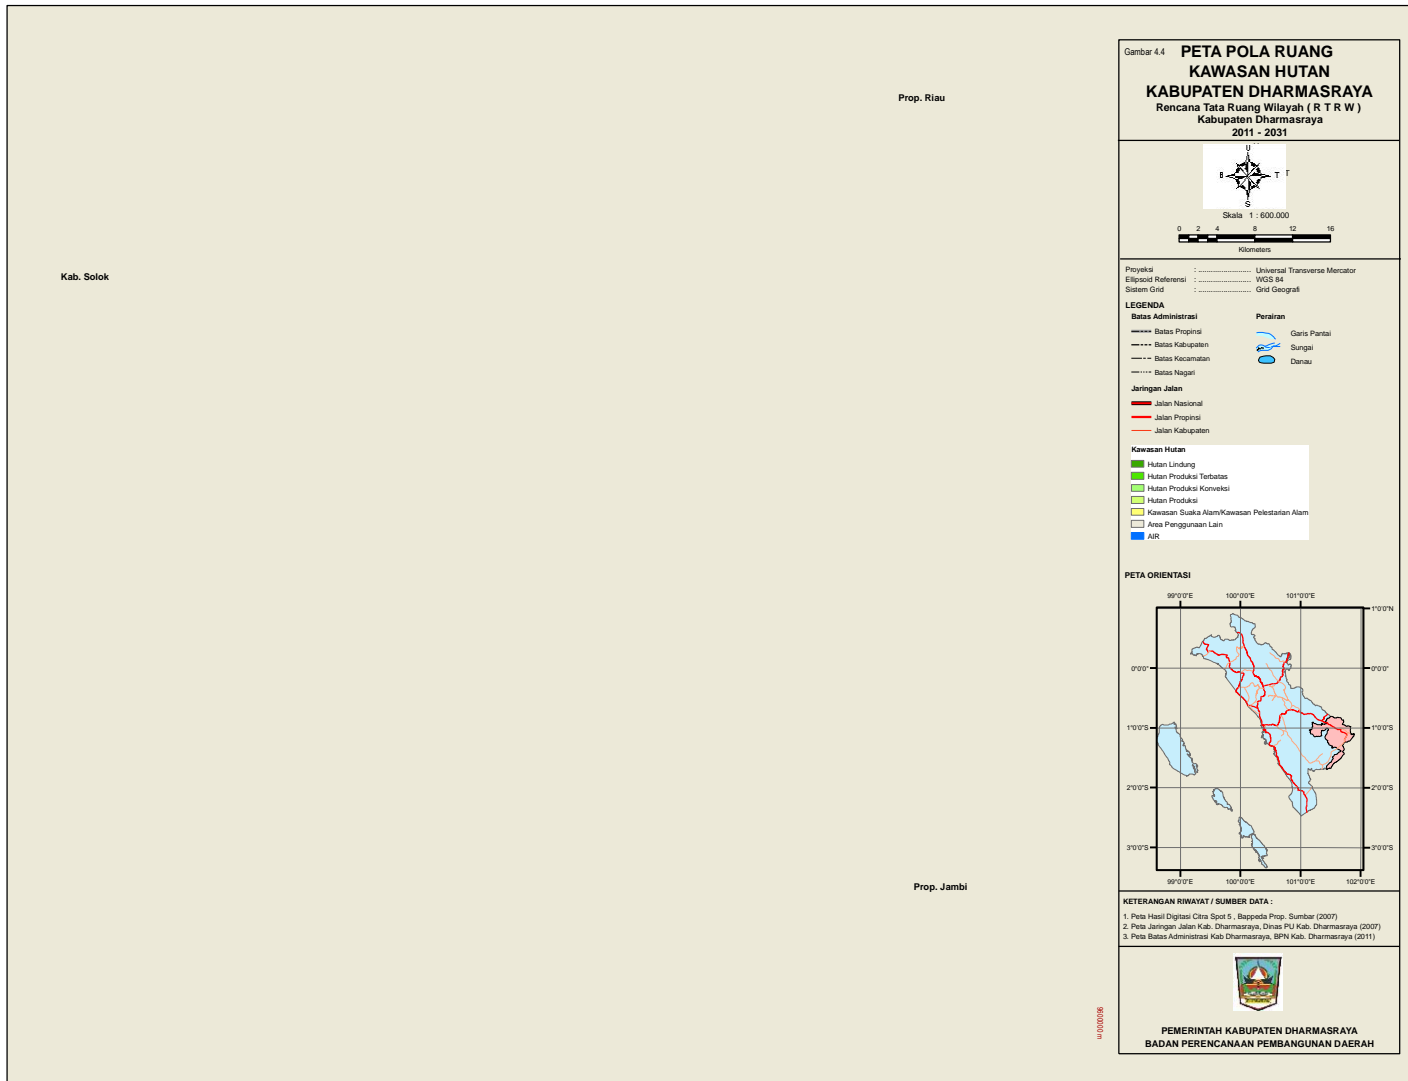 Prop. Riau
Kab. Solok
Prop. Jambi
9600000 m
Gambar 4.4
PETA POLA RUANG
KAWASAN HUTAN
KABUPATEN DHARMASRAYA
Rencana Tata Ruang Wilayah ( R T R W )
Kabupaten Dharmasraya
2011 - 2031
U
B T T
S
Skala 1 : 600.000
0 2 4 8 12 16
Kilometers
Proyeksi : ........................ Universal Transverse Mercator
Ellipsoid Referensi : ........................ WGS 84
Sistem Grid : ........................ Grid Geografi
LEGENDA
Batas Administrasi
Batas Propinsi
Batas Kabupaten
Batas Kecamatan
Batas Nagari
Perairan
Garis Pantai
Sungai
Danau
Jaringan Jalan
Jalan Nasional
Jalan Propinsi
Jalan Kabupaten
Kawasan Hutan
Hutan Lindung
Hutan Produksi Terbatas
Hutan Produksi Konveksi
Hutan Produksi
Kawasan Suaka Alam/Kawasan Pelestarian Alam
Area Penggunaan Lain
AIR
PETA ORIENTASI
99°0'0"E 100°0'0"E 101°0'0"E
1°0'0"N
0°0'0" 0°0'0"
1°0'0"S 1°0'0"S
2°0'0"S 2°0'0"S
3°0'0"S 3°0'0"S
99°0'0"E 100°0'0"E 101°0'0"E 102°0'0"E
KETERANGAN RIWAYAT / SUMBER DATA :
1. Peta Hasil Digitasi Citra Spot 5 , Bappeda Prop. Sumbar (2007)
2. Peta Jaringan Jalan Kab. Dharmasraya, Dinas PU Kab. Dharmasraya (2007)
3. Peta Batas Administrasi Kab Dharmasraya, BPN Kab. Dharmasraya (2011)
PEMERINTAH KABUPATEN DHARMASRAYA
BADAN PERENCANAAN PEMBANGUNAN DAERAH